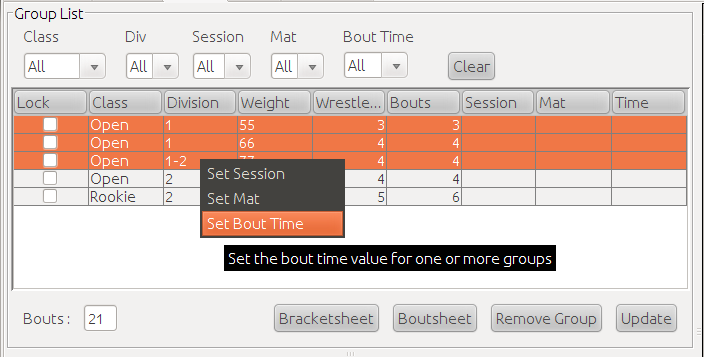 Group List
Class Div Session Mat Bout Time
All All All All All Clear
Lock Class Division Weight Wrestle... Bouts Session Mat Time
Open 1 55 3 3
Open 1 66 4 4
Open 1-2 4 4
Open 2 4 4
Rookie 2 5 6
Set Session
Set Mat
Set Bout Time
Set the bout time value for one or more groups
Bouts : 21 Bracketsheet Boutsheet Remove Group Update